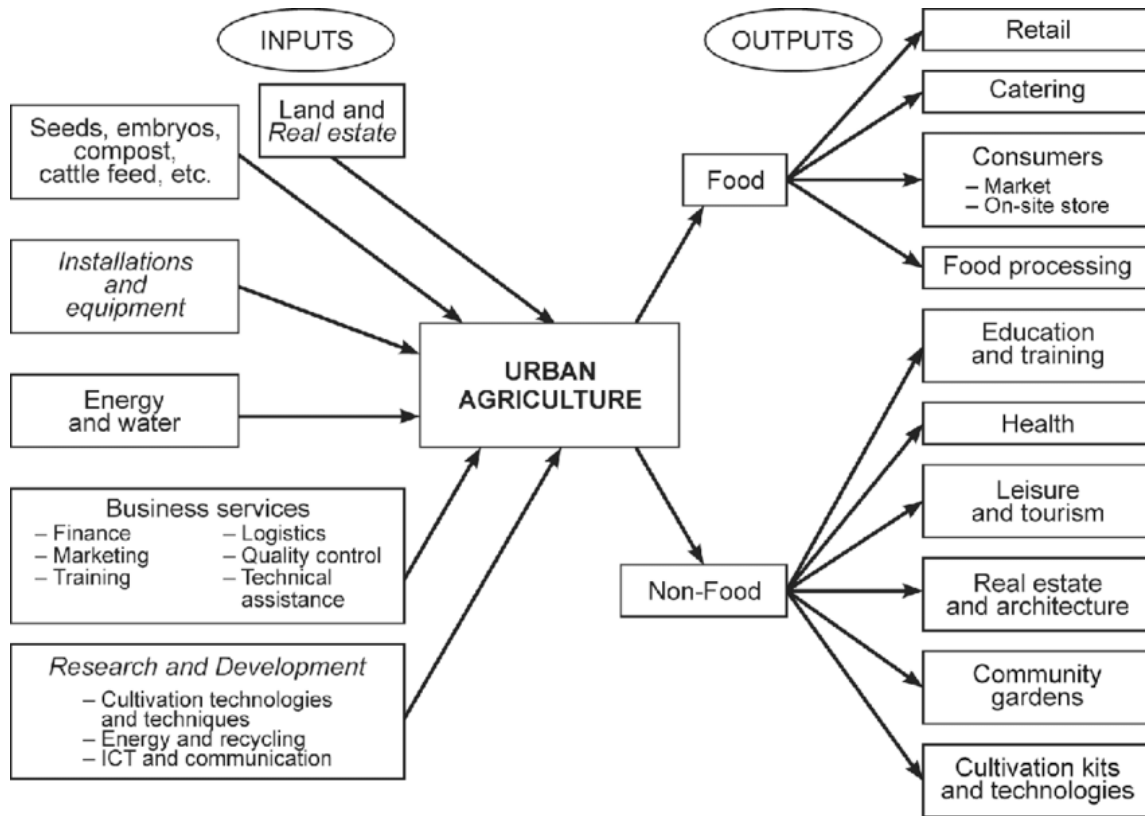 INPUTS
OUTPUTS
Land and
Real estate
Seeds, embryos,
compost,
cattle feed, etc.
Installations
and
equipment
Energy
and water
Business services
– Finance
– Marketing
– Training
– Logistics
– Quality control
– Technical
assistance
Research and Development
– Cultivation technologies
and techniques
– Energy and recycling
– ICT and communication
URBAN
AGRICULTURE
Food
Non-Food
Retail
Catering
Consumers
– Market
– On-site store
Food processing
Education
and training
Health
Leisure
and tourism
Real estate
and architecture
Community
gardens
Cultivation kits
and technologies